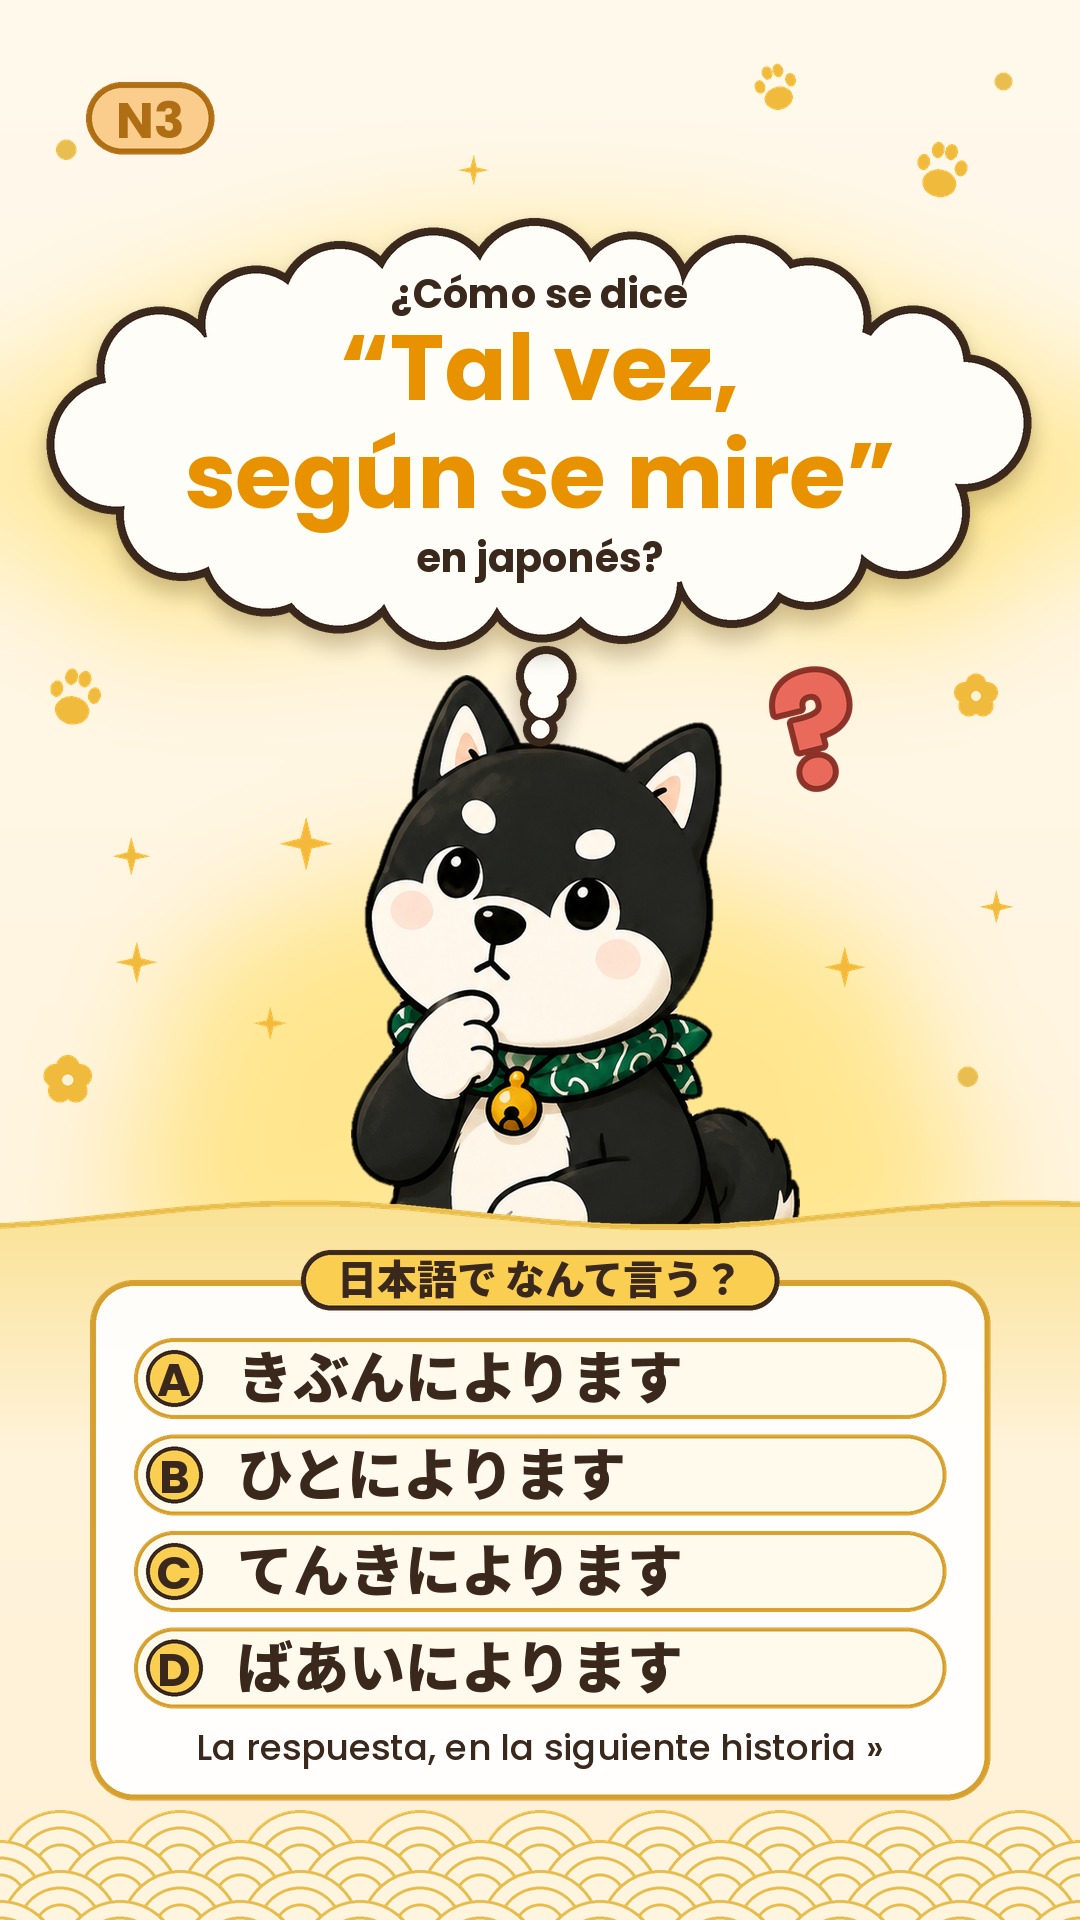 N3
¿Cómo se dice
“Tal vez,
según se mire”
en japonés?
日本語で なんて言う？
A きぶんによります
B ひとによります
C てんきによります
D ばあいによります
La respuesta, en la siguiente historia »